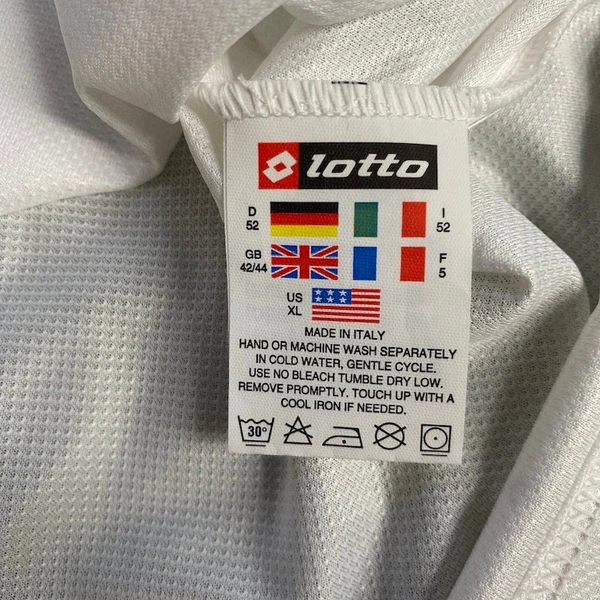 lotto
D 52 I 52
GB 42/44 F 5
US XL
MADE IN ITALY
HAND OR MACHINE WASH SEPARATELY
IN COLD WATER, GENTLE CYCLE.
USE NO BLEACH TUMBLE DRY LOW.
REMOVE PROMPTLY. TOUCH UP WITH A
COOL IRON IF NEEDED.
30°